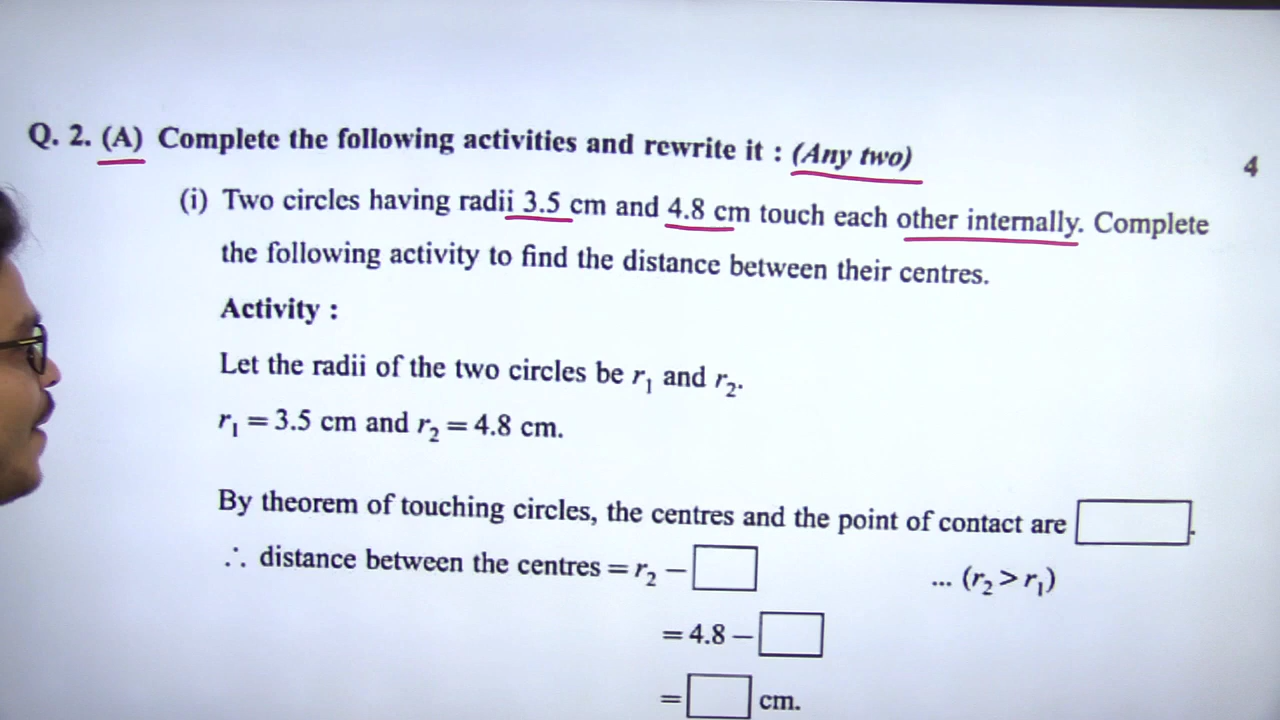 Q. 2. (A) Complete the following activities and rewrite it : (Any two) 4
(i) Two circles having radii 3.5 cm and 4.8 cm touch each other internally. Complete
the following activity to find the distance between their centres.
Activity :
Let the radii of the two circles be r₁ and r₂.
r₁ = 3.5 cm and r₂ = 4.8 cm.
By theorem of touching circles, the centres and the point of contact are .
∴ distance between the centres = r₂ − ... (r₂ > r₁)
= 4.8 −
= cm.